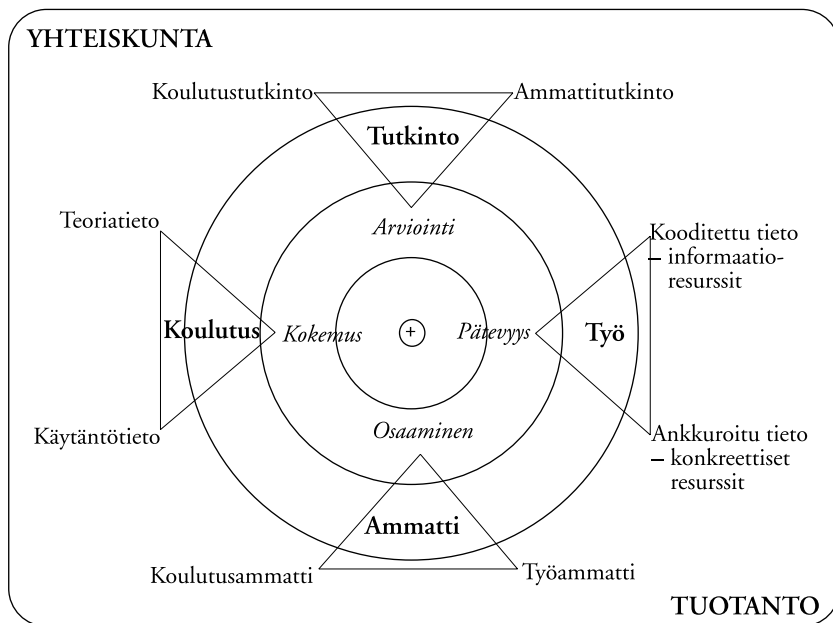 YHTEISKUNTA
Koulutustutkinto
Ammattitutkinto
Tutkinto
Teoriatieto
Arviointi
Kooditettu tieto
– informaatio-
resurssit
Koulutus
Kokemus
+
Pätevyys
Työ
Käytäntötieto
Osaaminen
Ankkuroitu tieto
– konkreettiset
resurssit
Ammatti
Koulutusammatti
Työammatti
TUOTANTO